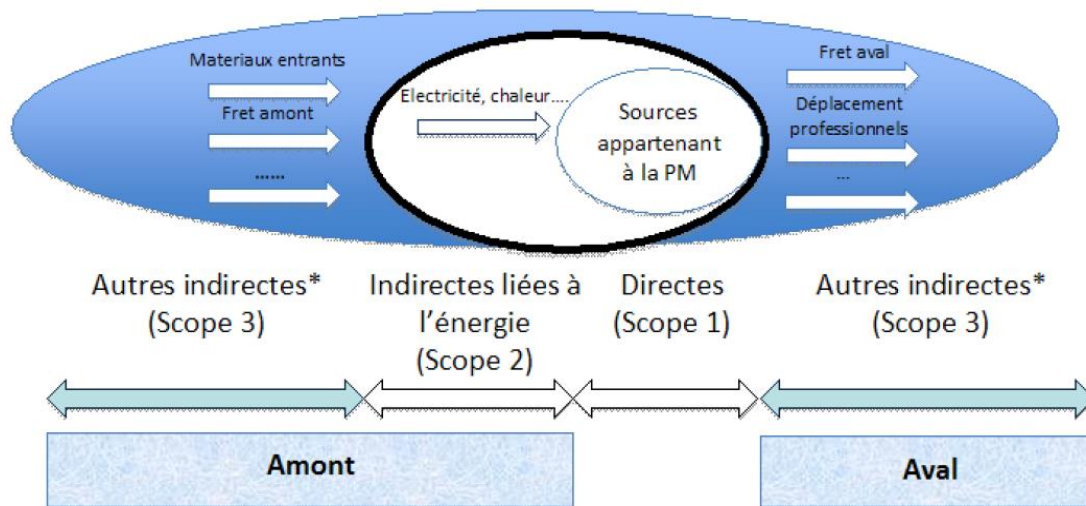 Materiaux entrants
Fret amont
......
Electricité, chaleur....
Sources
appartenant
à la PM
Fret aval
Déplacement
professionnels
...
Autres indirectes*
(Scope 3)
Indirectes liées à
l'énergie
(Scope 2)
Directes
(Scope 1)
Autres indirectes*
(Scope 3)
Amont
Aval